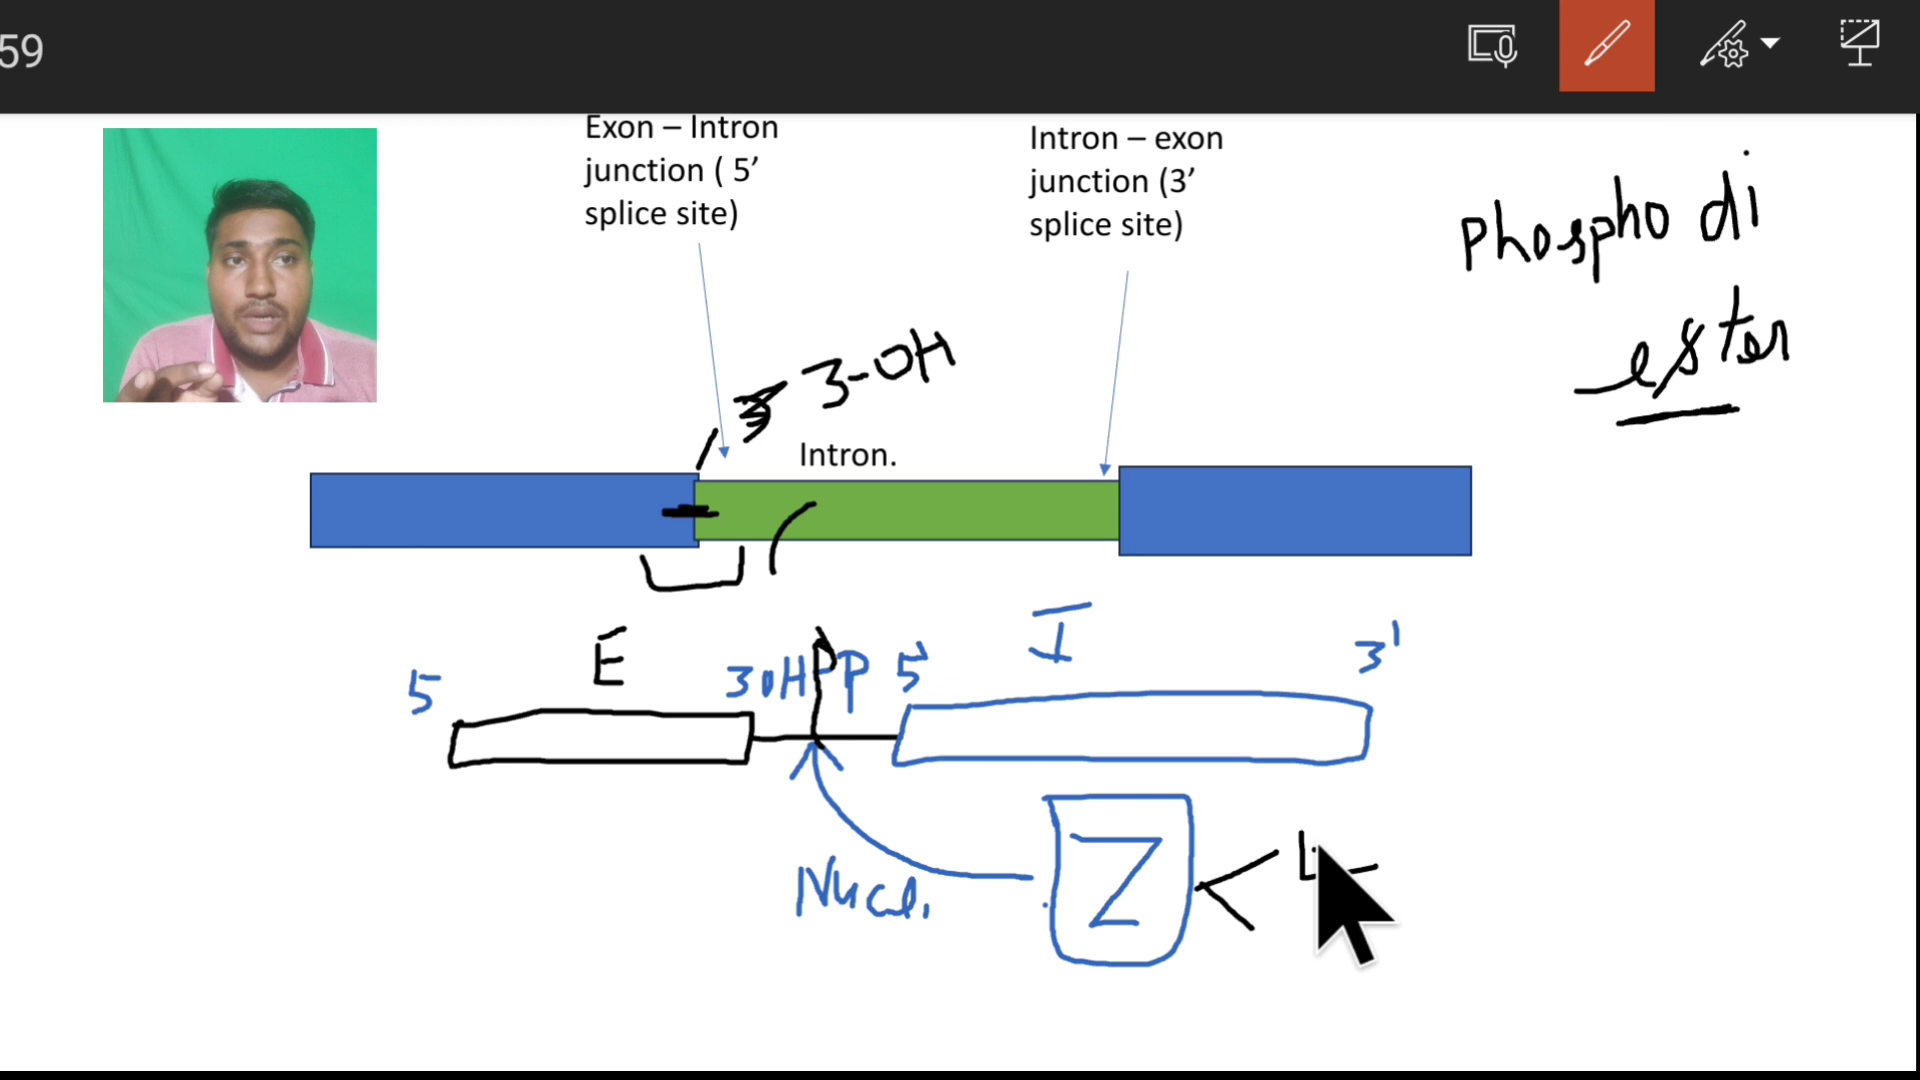 59
Exon – Intron
junction ( 5’
splice site)
Intron – exon
junction (3’
splice site)
Phospho di
ester
3-OH
Intron.
E
I
5
3OH
P
P
5'
3'
Nucl.
Z